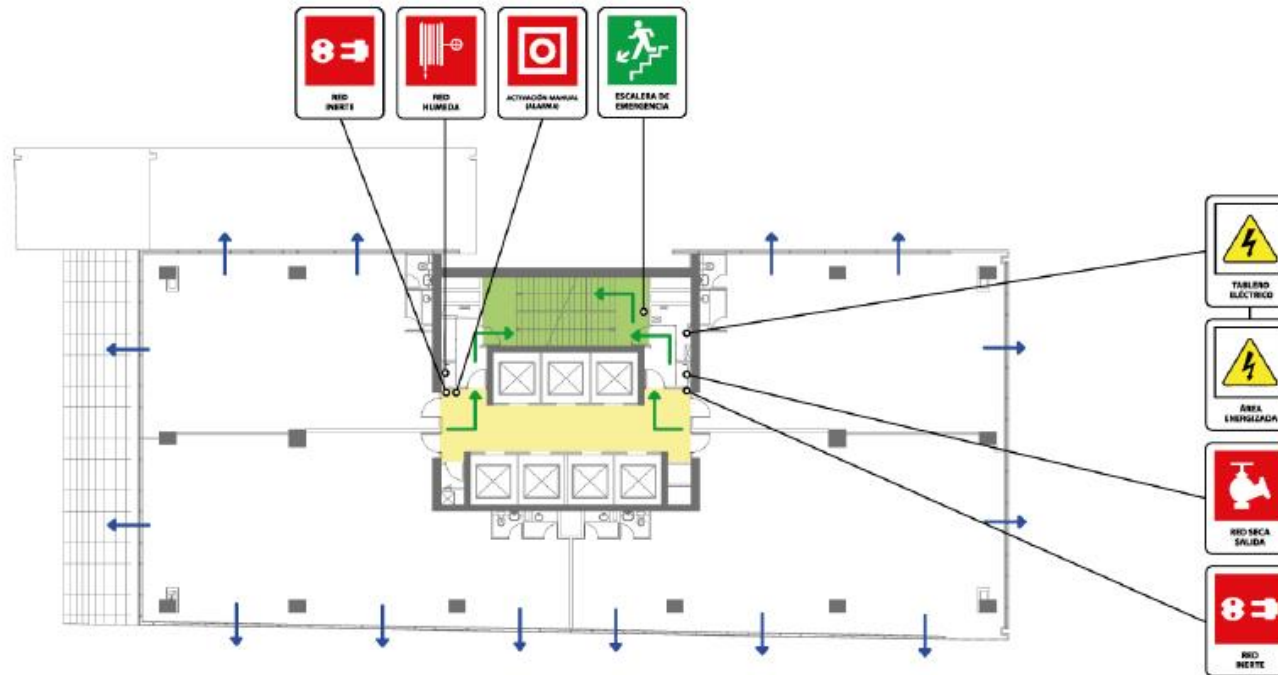 RED
INERTE
RED
HUMEDA
ACTIVACIÓN MANUAL
(ALARMA)
ESCALERA DE
EMERGENCIA
TABLERO
ELÉCTRICO
ÁREA
ENERGIZADA
RED SECA
SALIDA
RED
INERTE